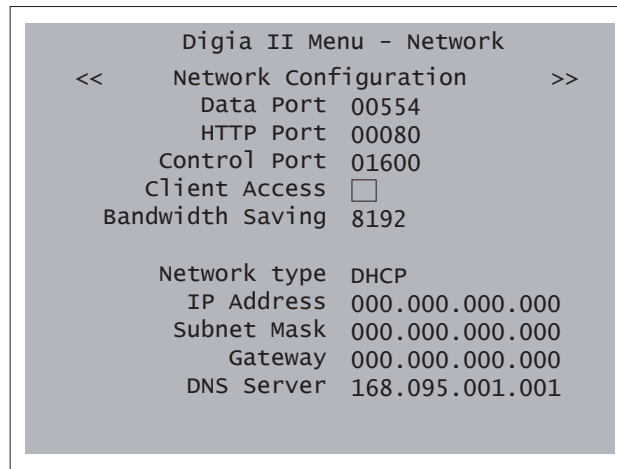 Digia II Menu – Network
<< Network Configuration >>
Data Port 00554
HTTP Port 00080
Control Port 01600
Client Access
Bandwidth Saving 8192
Network type DHCP
IP Address 000.000.000.000
Subnet Mask 000.000.000.000
Gateway 000.000.000.000
DNS Server 168.095.001.001